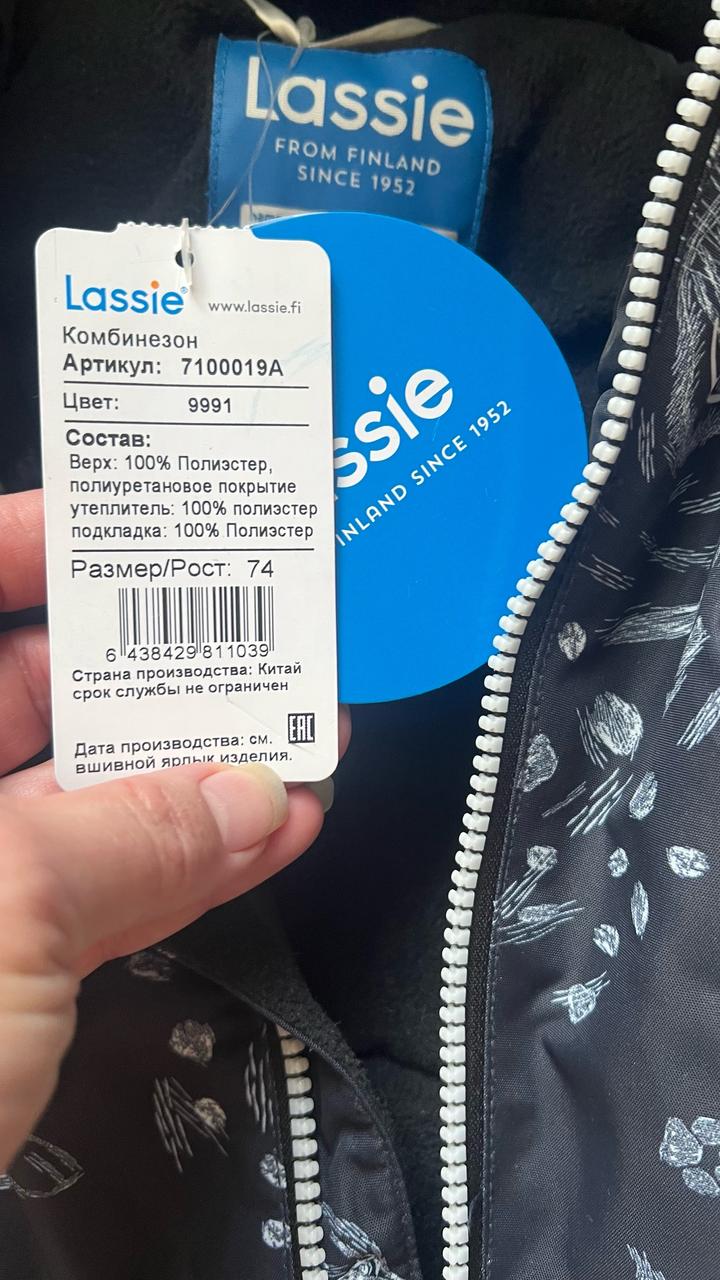 Lassie
FROM FINLAND
SINCE 1952
Lassie® www.lassie.fi
Комбинезон
Артикул: 7100019A
Цвет: 9991
Состав:
Верх: 100% Полиэстер,
полиуретановое покрытие
утеплитель: 100% полиэстер
подкладка: 100% Полиэстер
Размер/Рост: 74
6 438429 811039
Страна производства: Китай
срок службы не ограничен
EAC
Дата производства: см.
вшивной ярлык изделия.
ssie
INLAND SINCE 1952